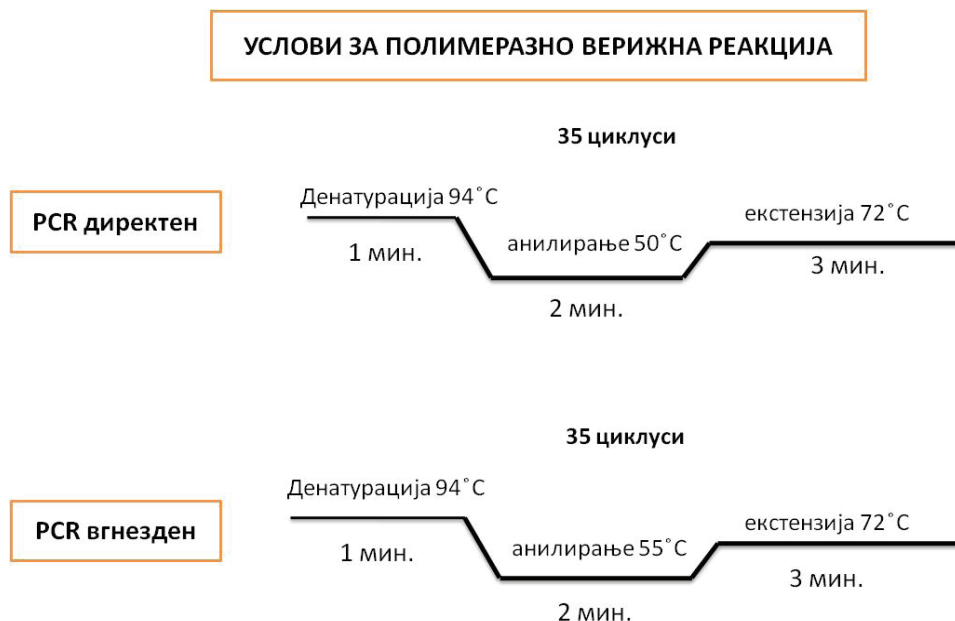 УСЛОВИ ЗА ПОЛИМЕРАЗНО ВЕРИЖНА РЕАКЦИЈА
35 циклуси
PCR директен
Денатурација 94˚C
1 мин.
анилирање 50˚C
2 мин.
екстензија 72˚C
3 мин.
35 циклуси
PCR вгнезден
Денатурација 94˚C
1 мин.
анилирање 55˚C
2 мин.
екстензија 72˚C
3 мин.